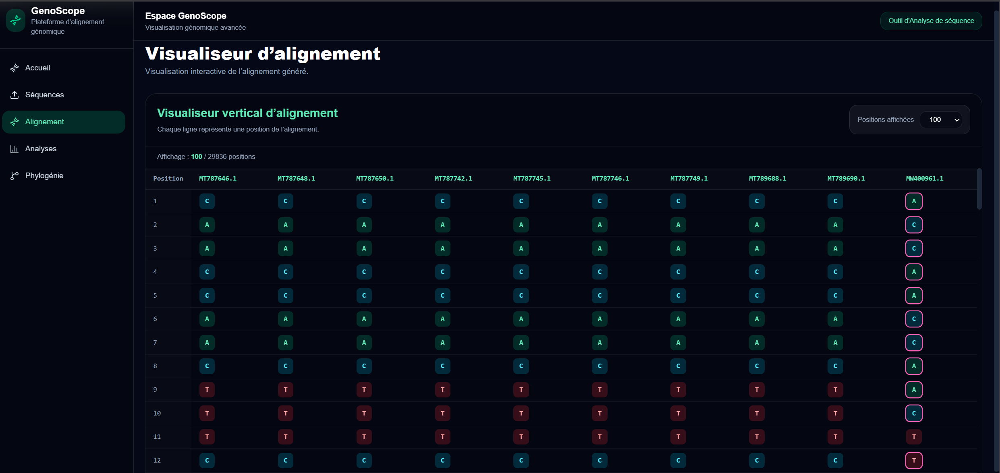 GenoScope
Plateforme d’alignement
génomique
Accueil
Séquences
Alignement
Analyses
Phylogénie
Espace GenoScope
Visualisation génomique avancée
Outil d'Analyse de séquence
Visualiseur d’alignement
Visualisation interactive de l’alignement généré.
Visualiseur vertical d’alignement
Chaque ligne représente une position de l’alignement.
Positions affichées 100
Affichage : 100 / 29836 positions
Position MT787646.1 MT787648.1 MT787650.1 MT787742.1 MT787745.1 MT787746.1 MT787749.1 MT789688.1 MT789690.1 MW400961.1
1 C C C C C C C C C A
2 A A A A A A A A A C
3 A A A A A A A A A C
4 C C C C C C C C C A
5 C C C C C C C C C A
6 A A A A A A A A A C
7 A A A A A A A A A C
8 C C C C C C C C C A
9 T T T T T T T T T A
10 T T T T T T T T T C
11 T T T T T T T T T T
12 C C C C C C C C C T